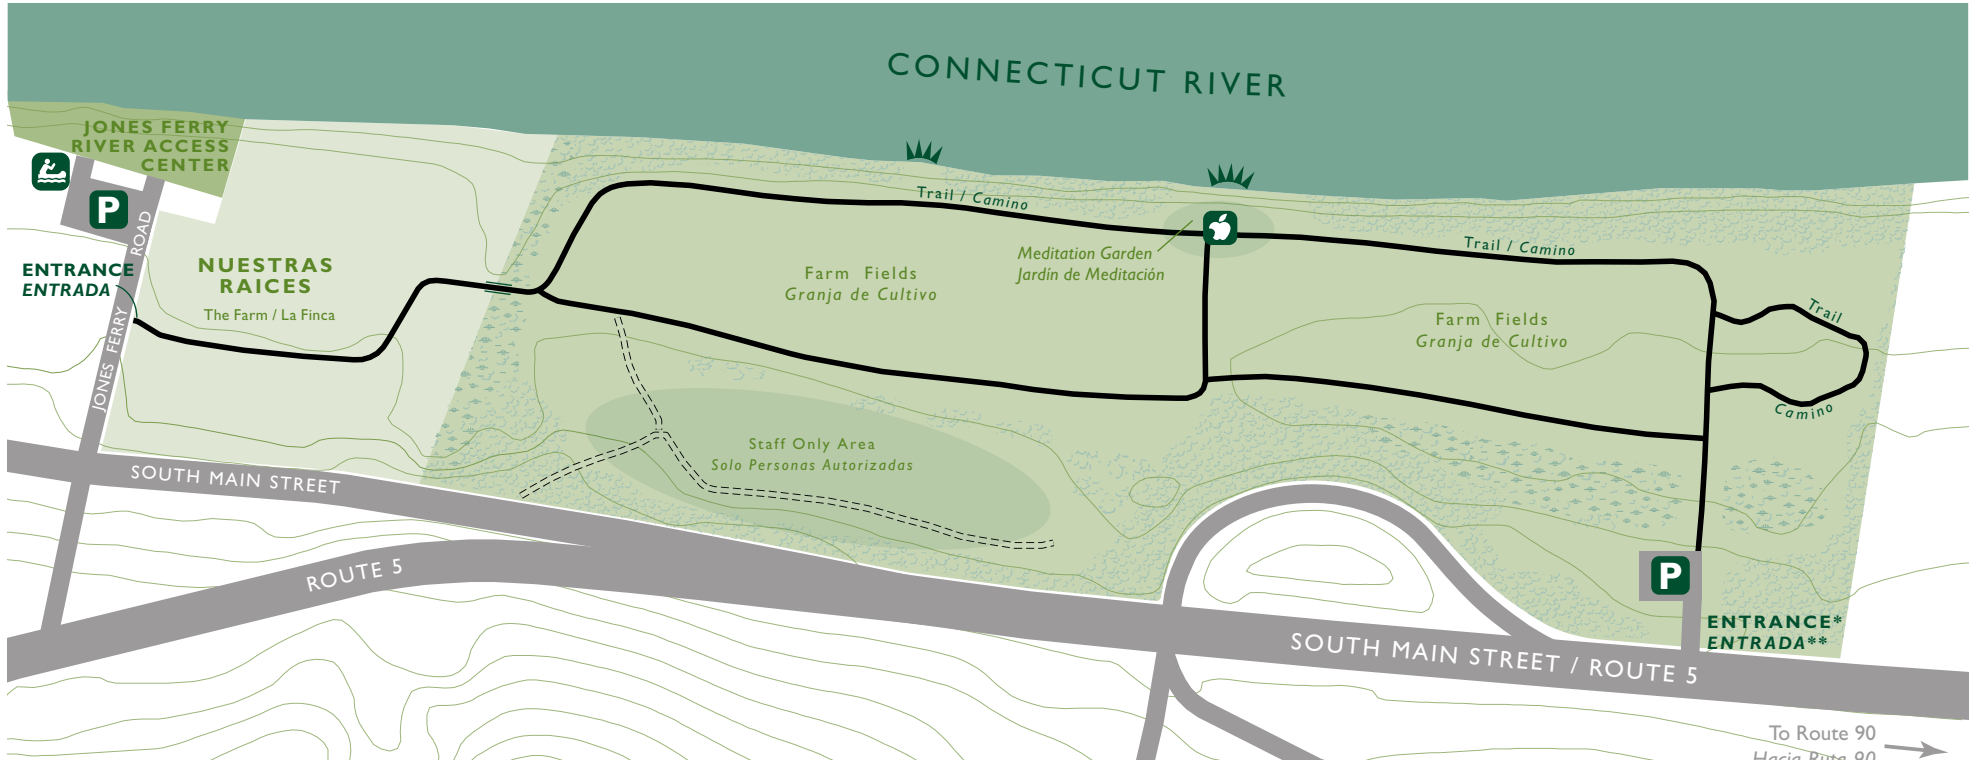 CONNECTICUT RIVER
JONES FERRY
RIVER ACCESS
CENTER
P
JONES FERRY ROAD
ENTRANCE
ENTRADA
NUESTRAS
RAICES
The Farm / La Finca
Trail / Camino
Meditation Garden
Jardín de Meditación
Farm Fields
Granja de Cultivo
Trail / Camino
Farm Fields
Granja de Cultivo
Trail
Camino
Staff Only Area
Solo Personas Autorizadas
SOUTH MAIN STREET
ROUTE 5
P
ENTRANCE*
ENTRADA**
SOUTH MAIN STREET / ROUTE 5
To Route 90
Hacia Ruta 90